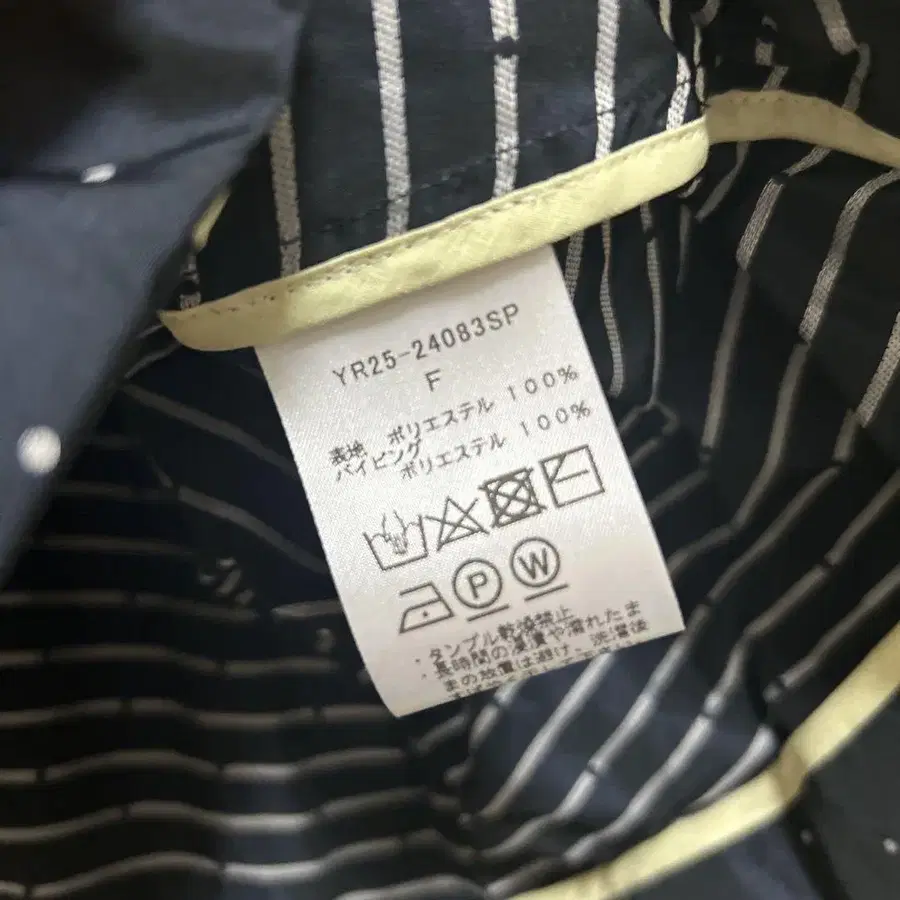 YR25-24083SP
F
表地 ポリエステル 100%
パイピング
ポリエステル 100%
P W
・タンブル乾燥禁止
・長時間の浸漬や濡れたま
まの放置は避け、洗濯後